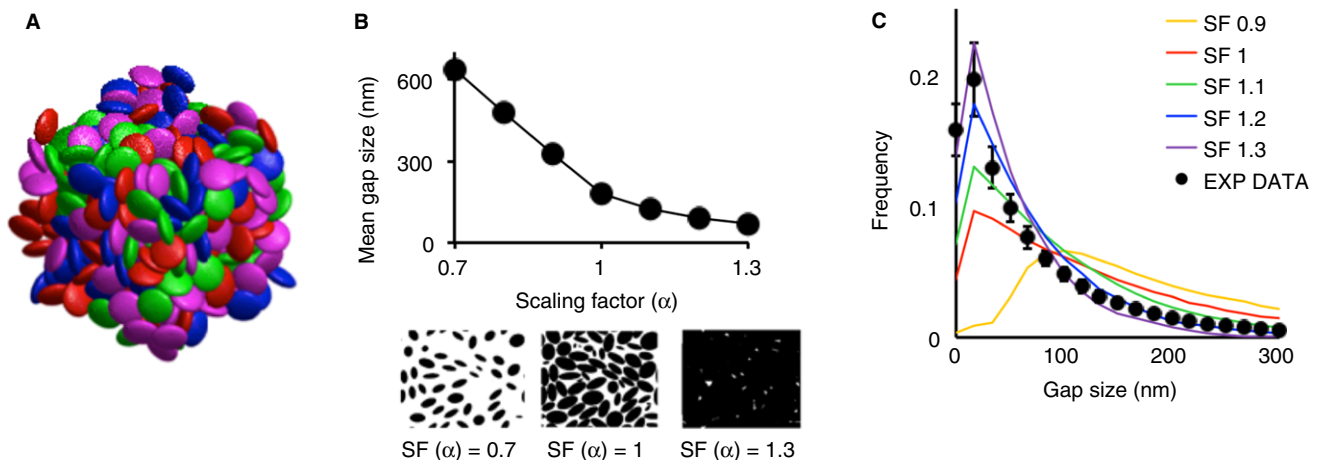 A
B
Mean gap size (nm)
600
300
0
0.7
1
1.3
Scaling factor (α)
SF (α) = 0.7
SF (α) = 1
SF (α) = 1.3
C
Frequency
0.2
0.1
0
0
100
200
300
Gap size (nm)
SF 0.9
SF 1
SF 1.1
SF 1.2
SF 1.3
EXP DATA